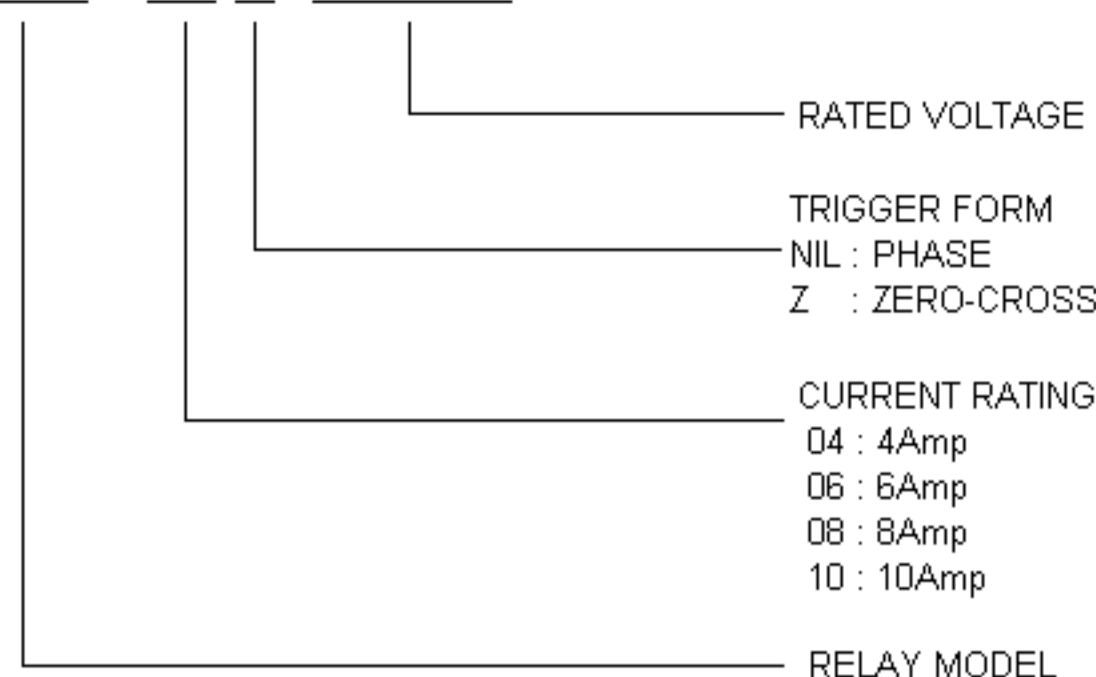 RATED VOLTAGE
TRIGGER FORM
NIL : PHASE
Z : ZERO-CROSS
CURRENT RATING
04 : 4Amp
06 : 6Amp
08 : 8Amp
10 : 10Amp
RELAY MODEL